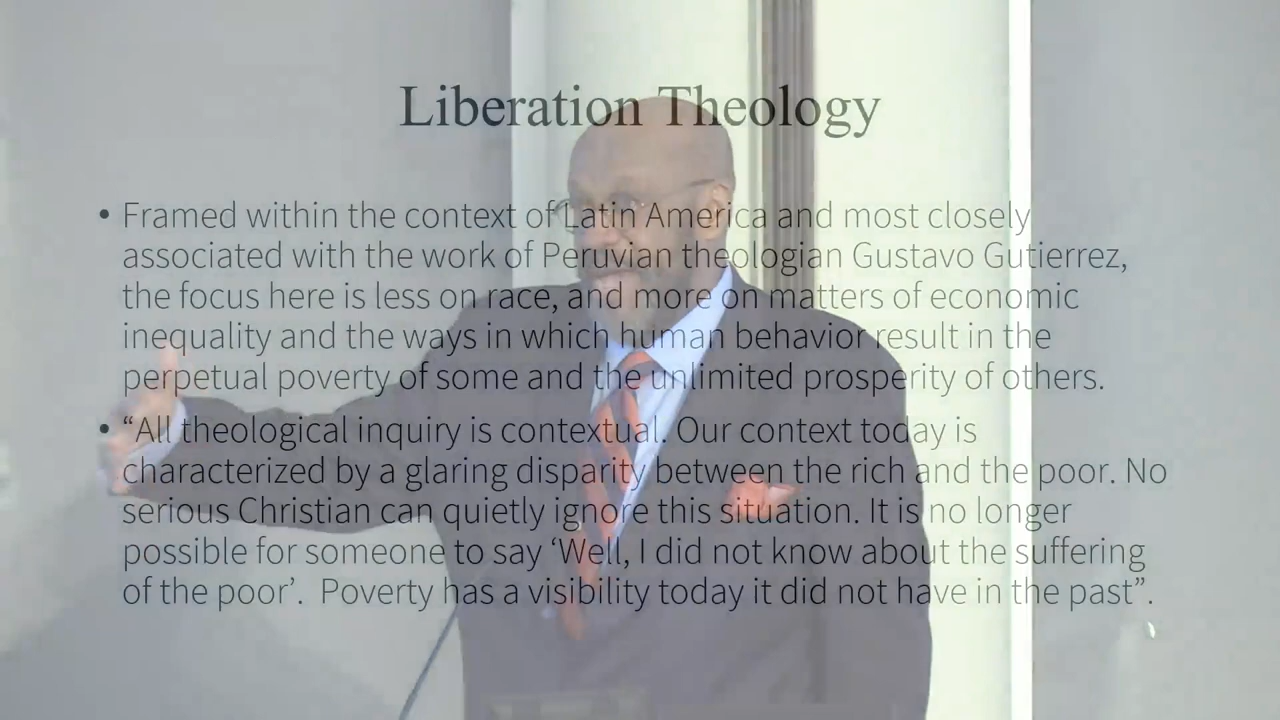 Liberation Theology
• Framed within the context of Latin America and most closely
associated with the work of Peruvian theologian Gustavo Gutierrez,
the focus here is less on race, and more on matters of economic
inequality and the ways in which human behavior result in the
perpetual poverty of some and the unlimited prosperity of others.
• “All theological inquiry is contextual. Our context today is
characterized by a glaring disparity between the rich and the poor. No
serious Christian can quietly ignore this situation. It is no longer
possible for someone to say ‘Well, I did not know about the suffering
of the poor’.  Poverty has a visibility today it did not have in the past”.